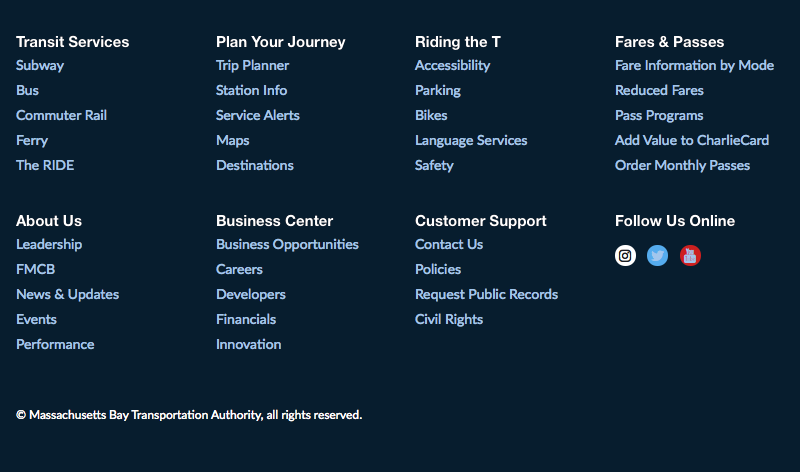 Transit Services
Subway
Bus
Commuter Rail
Ferry
The RIDE
Plan Your Journey
Trip Planner
Station Info
Service Alerts
Maps
Destinations
Riding the T
Accessibility
Parking
Bikes
Language Services
Safety
Fares & Passes
Fare Information by Mode
Reduced Fares
Pass Programs
Add Value to CharlieCard
Order Monthly Passes
About Us
Leadership
FMCB
News & Updates
Events
Performance
Business Center
Business Opportunities
Careers
Developers
Financials
Innovation
Customer Support
Contact Us
Policies
Request Public Records
Civil Rights
Follow Us Online
© Massachusetts Bay Transportation Authority, all rights reserved.